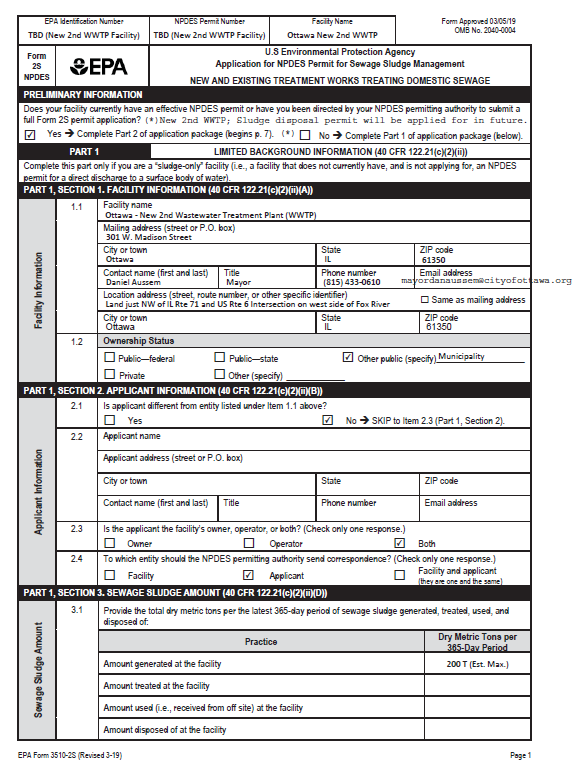 EPA Identification Number NPDES Permit Number Facility Name Form Approved 03/05/19
TBD (New 2nd WWTP Facility) TBD (New 2nd WWTP Facility) Ottawa New 2nd WWTP OMB No. 2040-0004
Form
2S
NPDES
EPA
U.S Environmental Protection Agency
Application for NPDES Permit for Sewage Sludge Management
NEW AND EXISTING TREATMENT WORKS TREATING DOMESTIC SEWAGE
PRELIMINARY INFORMATION
Does your facility currently have an effective NPDES permit or have you been directed by your NPDES permitting authority to submit a
full Form 2S permit application? (*)New 2nd WWTP; Sludge disposal permit will be applied for in future.
☑ Yes → Complete Part 2 of application package (begins p. 7). (*) ☐ No → Complete Part 1 of application package (below).
PART 1 LIMITED BACKGROUND INFORMATION (40 CFR 122.21(c)(2)(ii))
Complete this part only if you are a "sludge-only" facility (i.e., a facility that does not currently have, and is not applying for, an NPDES
permit for a direct discharge to a surface body of water).
PART 1, SECTION 1. FACILITY INFORMATION (40 CFR 122.21(c)(2)(ii)(A))
Facility Information
1.1 Facility name
Ottawa - New 2nd Wastewater Treatment Plant (WWTP)
Mailing address (street or P.O. box)
301 W. Madison Street
City or town State ZIP code
Ottawa IL 61350
Contact name (first and last) Title Phone number Email address
Daniel Aussem Mayor (815) 433-0610 mayordanaussem@cityofottawa.org
Location address (street, route number, or other specific identifier) ☐ Same as mailing address
Land just NW of IL Rte 71 and US Rte 6 Intersection on west side of Fox River
City or town State ZIP code
Ottawa IL 61350
1.2 Ownership Status
☐ Public—federal ☐ Public—state ☑ Other public (specify) Municipality
☐ Private ☐ Other (specify)
PART 1, SECTION 2. APPLICANT INFORMATION (40 CFR 122.21(c)(2)(ii)(B))
Applicant Information
2.1 Is applicant different from entity listed under Item 1.1 above?
☐ Yes ☑ No → SKIP to Item 2.3 (Part 1, Section 2).
2.2 Applicant name
Applicant address (street or P.O. box)
City or town State ZIP code
Contact name (first and last) Title Phone number Email address
2.3 Is the applicant the facility's owner, operator, or both? (Check only one response.)
☐ Owner ☐ Operator ☑ Both
2.4 To which entity should the NPDES permitting authority send correspondence? (Check only one response.)
☐ Facility ☑ Applicant ☐ Facility and applicant
(they are one and the same)
PART 1, SECTION 3. SEWAGE SLUDGE AMOUNT (40 CFR 122.21(c)(2)(ii)(D))
Sewage Sludge Amount
3.1 Provide the total dry metric tons per the latest 365-day period of sewage sludge generated, treated, used, and
disposed of:
Practice Dry Metric Tons per
365-Day Period
Amount generated at the facility 200 T (Est. Max.)
Amount treated at the facility
Amount used (i.e., received from off site) at the facility
Amount disposed of at the facility
EPA Form 3510-2S (Revised 3-19) Page 1